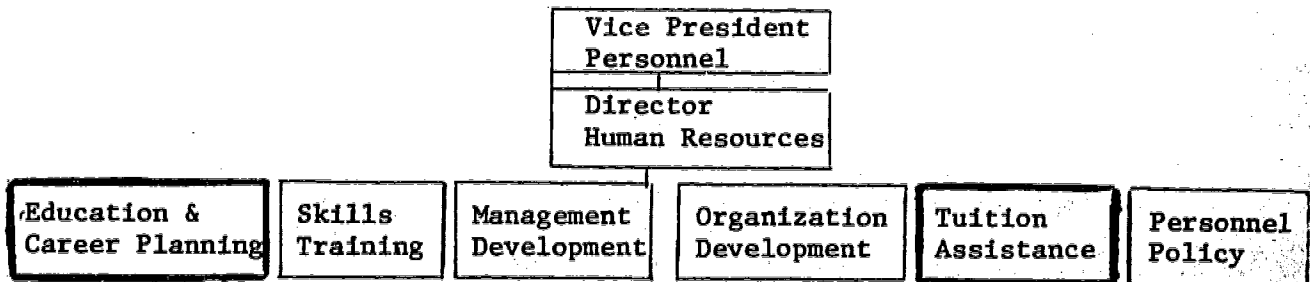 Vice President
Personnel
Director
Human Resources
Education &
Career Planning
Skills
Training
Management
Development
Organization
Development
Tuition
Assistance
Personnel
Policy